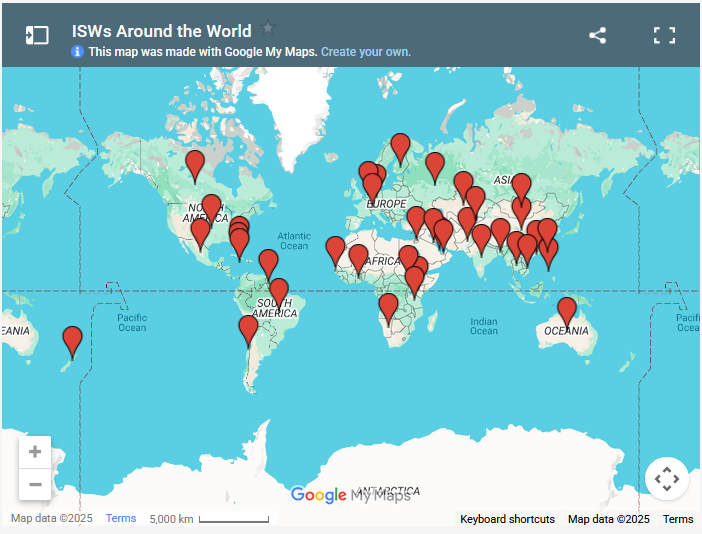 ISWs Around the World
This map was made with Google My Maps. Create your own.
ASIA
NORTH
AMERICA
EUROPE
Atlantic
Ocean
AFRICA
SOUTH
AMERICA
Pacific
Ocean
Indian
Ocean
OCEANIA
EANIA
Pacifi
Ocean
ANTARCTICA
Google My Maps
Map data ©2025 Terms 5,000 km
Keyboard shortcuts Map data ©2025 Terms